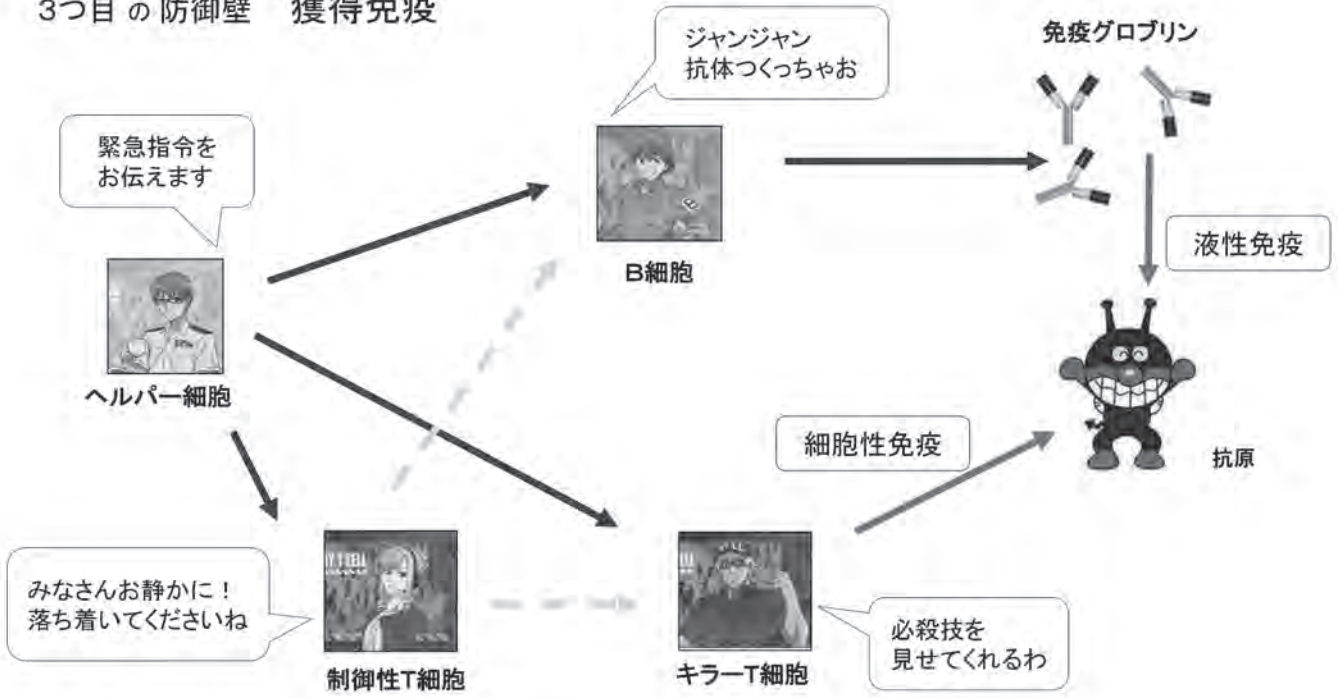 3つ目 の 防御壁 獲得免疫
ジャンジャン
抗体つくっちゃお
免疫グロブリン
緊急指令を
お伝えます
B細胞
液性免疫
ヘルパー細胞
細胞性免疫
抗原
みなさんお静かに!
落ち着いてくださいね
制御性T細胞
キラーT細胞
必殺技を
見せてくれるわ